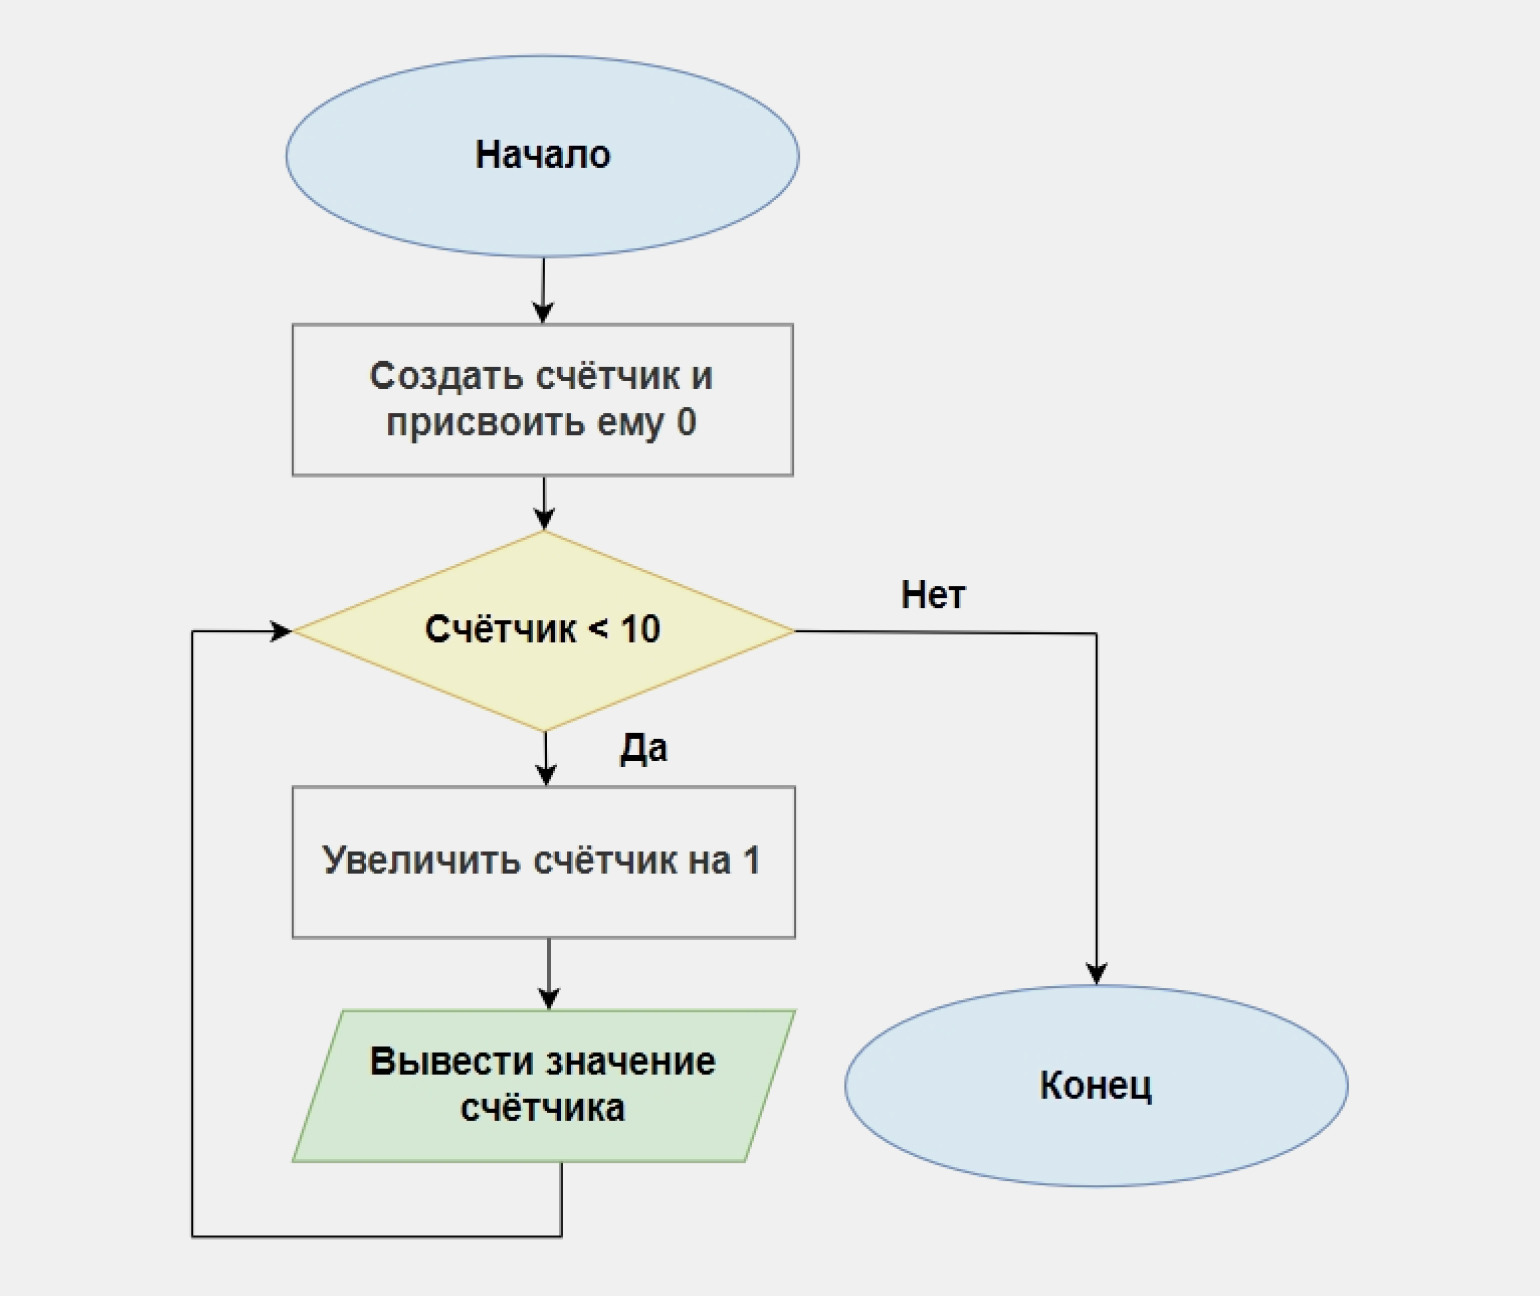 Начало
Создать счётчик и
присвоить ему 0
Счётчик < 10
Нет
Да
Увеличить счётчик на 1
Вывести значение
счётчика
Конец